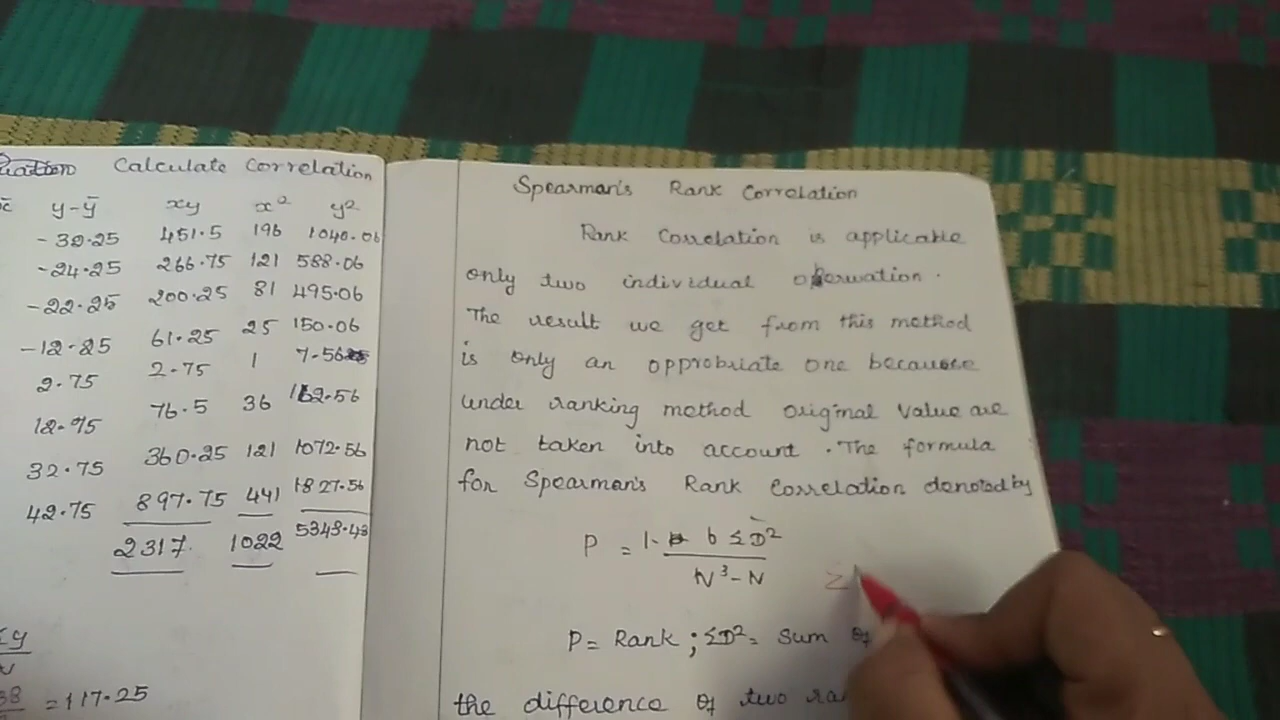 Calculate Correlation
y-ȳ xy x² y²
-32.25 451.5 196 1040.06
-24.25 266.75 121 588.06
-22.25 200.25 81 495.06
-12.25 61.25 25 150.06
2.75 2.75 1 7.5625
12.75 76.5 36 162.56
32.75 360.25 121 1072.56
42.75 897.75 441 1827.56
2317 1022 5343.43
Σy
N
38
= 117.25
Spearman's Rank Correlation
Rank Correlation is applicable
only two individual obserwation.
The result we get from this method
is only an opprobriate one because
under ranking method original value are
not taken into account. The formula
for Spearman's Rank Correlation denoted by
P = 1- 6 ΣD²
N³-N
Σ
P = Rank ; ΣD² = Sum of
the difference of two